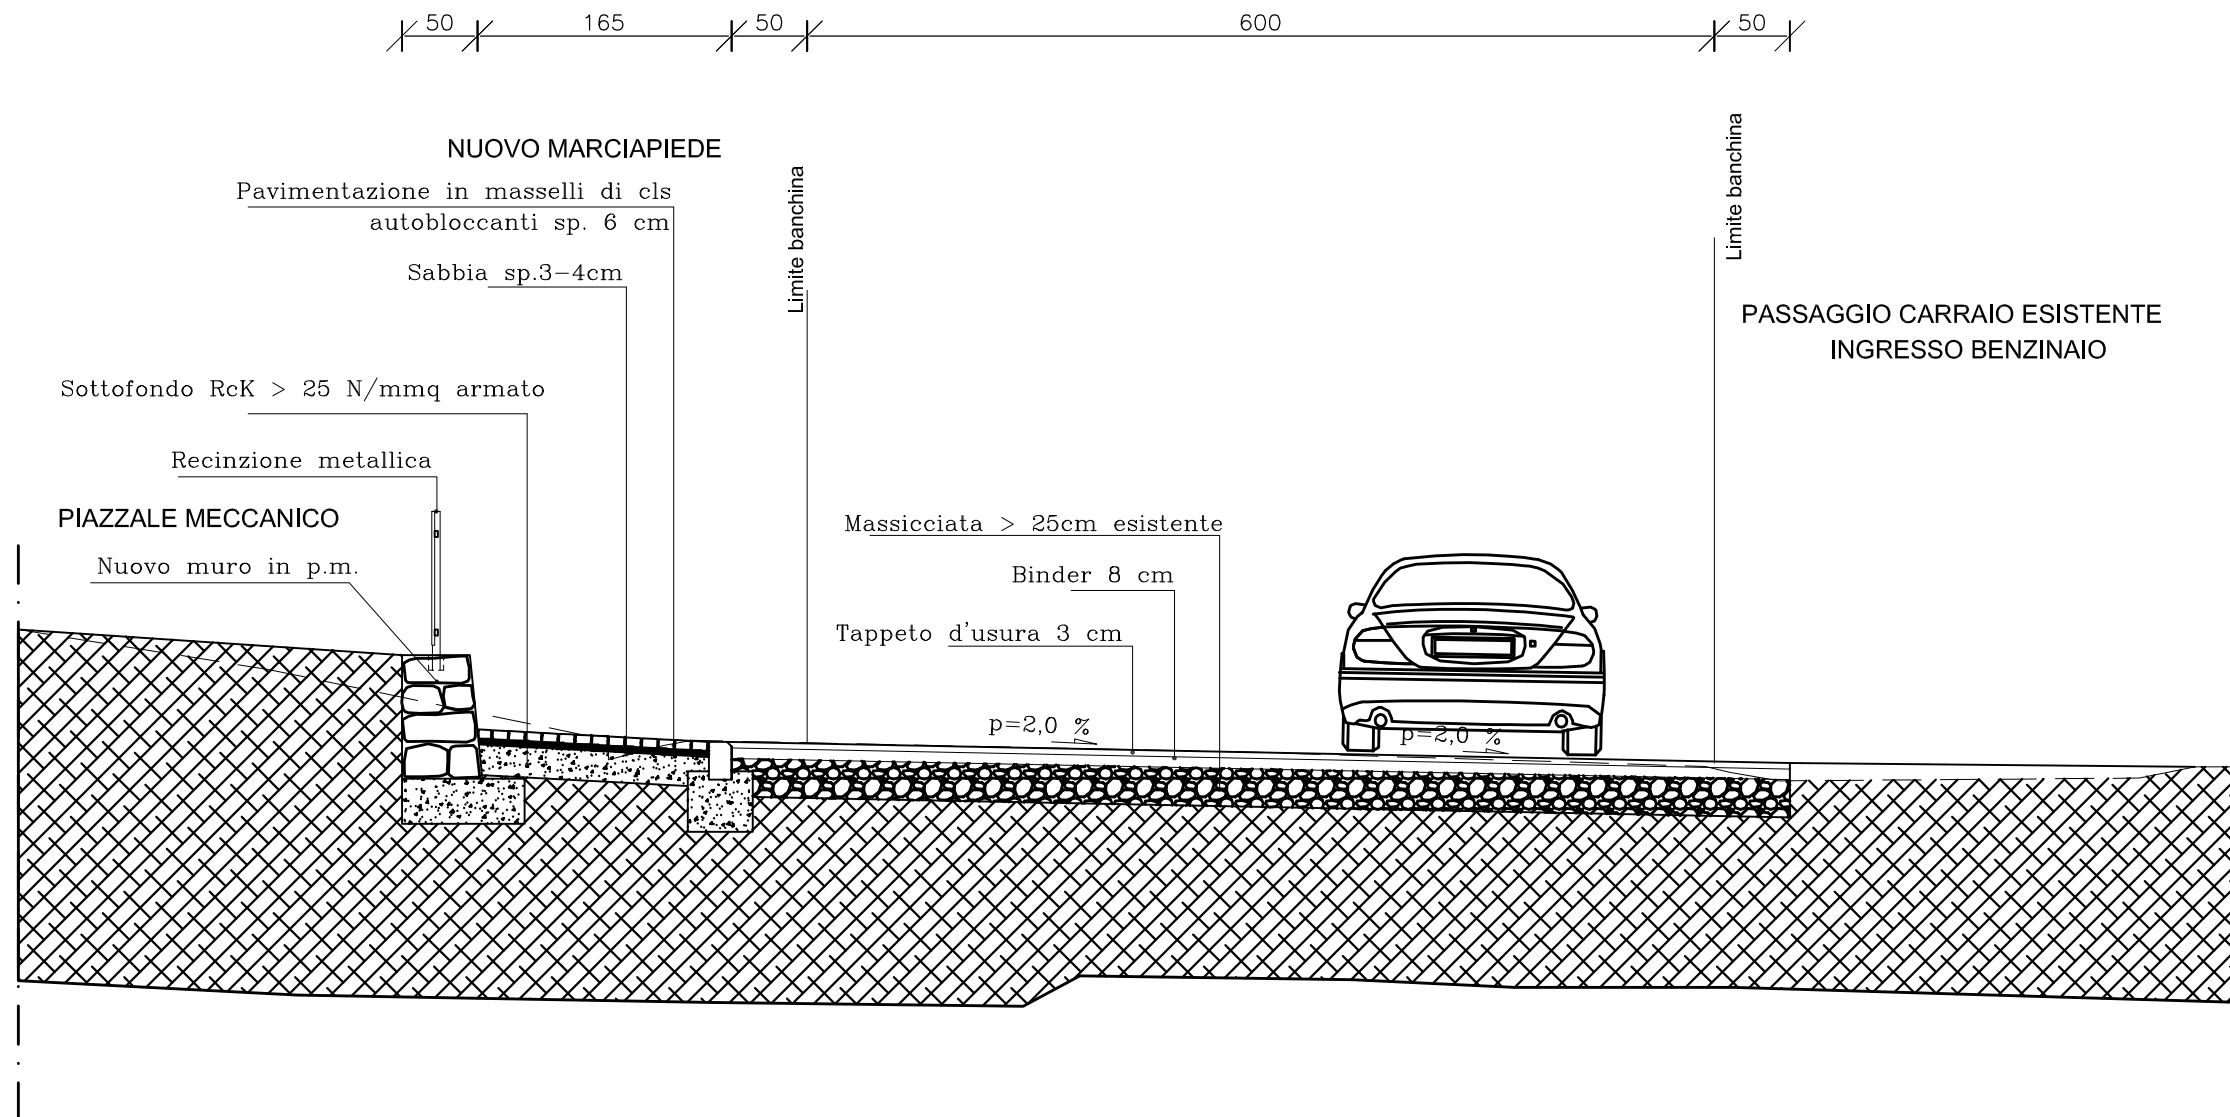 50
165
50
600
50
NUOVO MARCIAPIEDE
Pavimentazione in masselli di cls
autobloccanti sp. 6 cm
Sabbia sp.3-4cm
Limite banchina
Limite banchina
PASSAGGIO CARRAIO ESISTENTE
INGRESSO BENZINAIO
Sottofondo RcK > 25 N/mmq armato
Recinzione metallica
PIAZZALE MECCANICO
Nuovo muro in p.m.
Massicciata > 25cm esistente
Binder 8 cm
Tappeto d'usura 3 cm
p=2,0 %
p=2,0 %